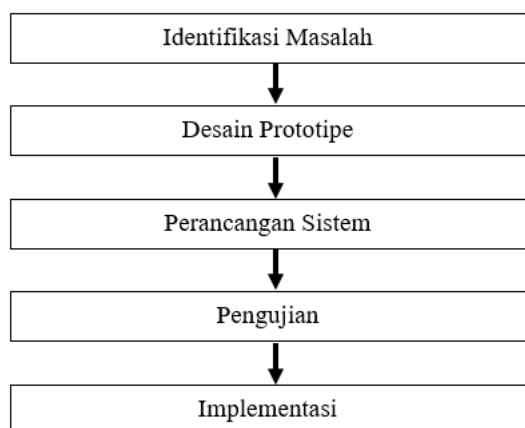 Identifikasi Masalah
Desain Prototipe
Perancangan Sistem
Pengujian
Implementasi